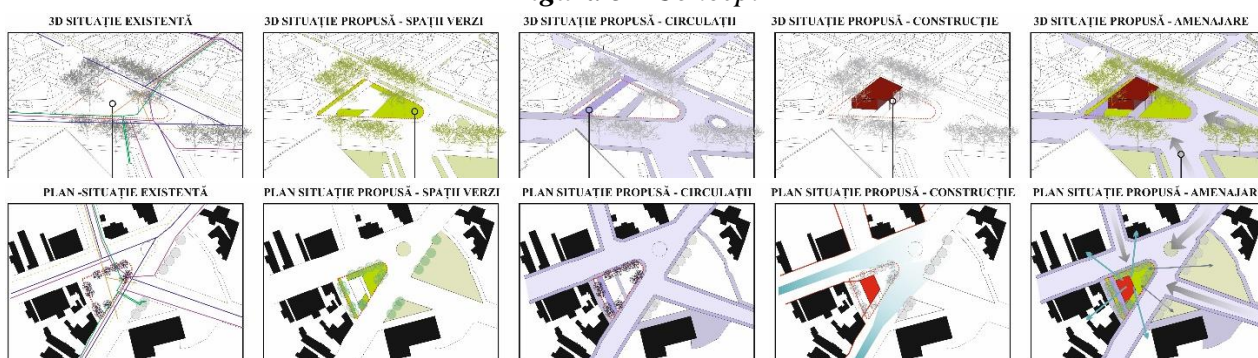 3D SITUAȚIE EXISTENTĂ
3D SITUAȚIE PROPUSĂ - SPAȚII VERZI
3D SITUAȚIE PROPUSĂ - CIRCULAȚII
3D SITUAȚIE PROPUSĂ - CONSTRUCȚIE
3D SITUAȚIE PROPUSĂ - AMENAJARE
PLAN -SITUAȚIE EXISTENTĂ
PLAN SITUAȚIE PROPUSĂ - SPAȚII VERZI
PLAN SITUAȚIE PROPUSĂ - CIRCULAȚII
PLAN SITUAȚIE PROPUSĂ - CONSTRUCȚIE
PLAN SITUAȚIE PROPUSĂ - AMENAJARE